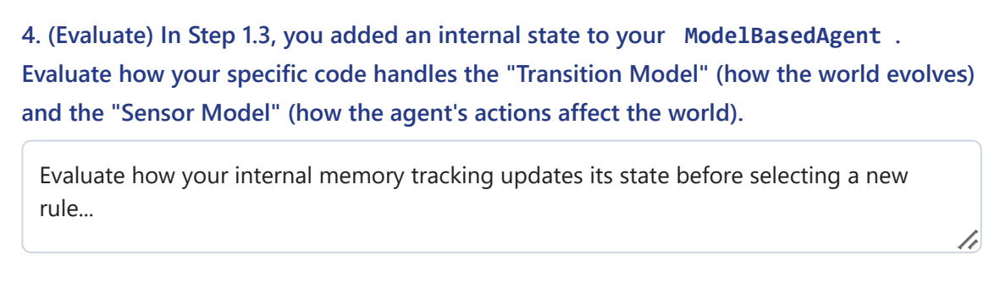 4. (Evaluate) In Step 1.3, you added an internal state to your ModelBasedAgent .
Evaluate how your specific code handles the "Transition Model" (how the world evolves)
and the "Sensor Model" (how the agent's actions affect the world).
Evaluate how your internal memory tracking updates its state before selecting a new
rule...